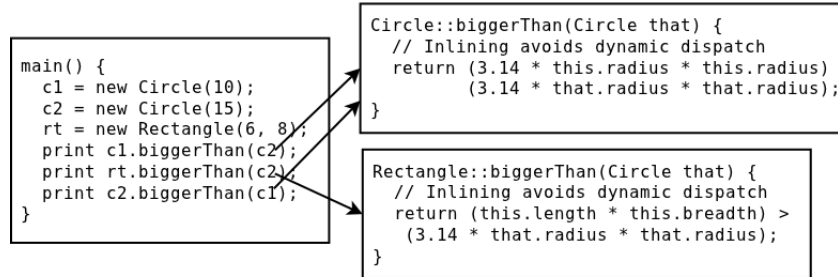 main() {
c1 = new Circle(10);
c2 = new Circle(15);
rt = new Rectangle(6, 8);
print c1.biggerThan(c2);
print rt.biggerThan(c2);
print c2.biggerThan(c1);
}
Circle::biggerThan(Circle that) {
// Inlining avoids dynamic dispatch
return (3.14 * this.radius * this.radius)
(3.14 * that.radius * that.radius);
}
Rectangle::biggerThan(Circle that) {
// Inlining avoids dynamic dispatch
return (this.length * this.breadth) >
(3.14 * that.radius * that.radius);
}